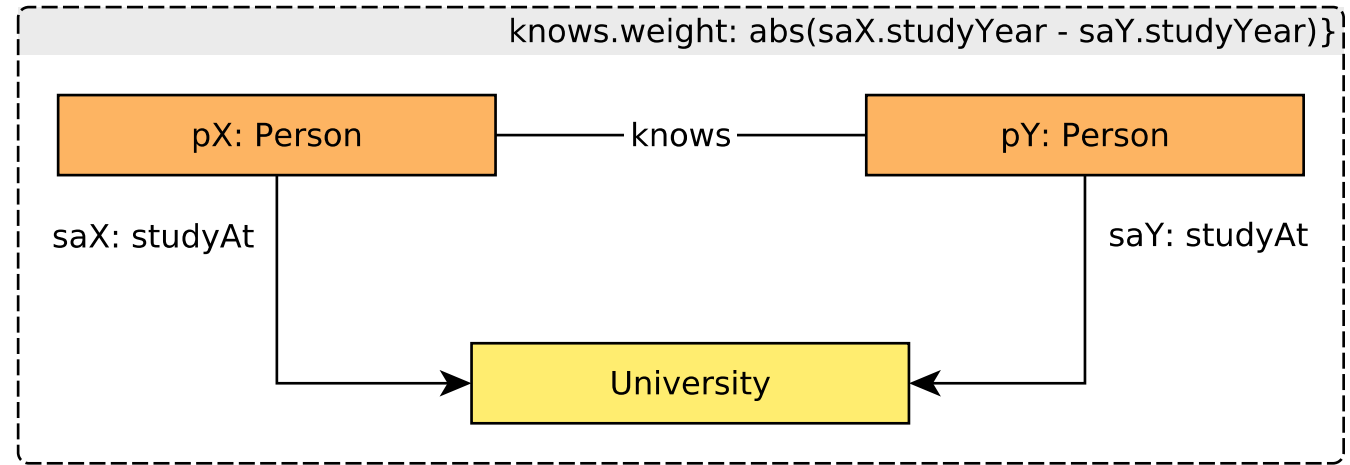 knows.weight: abs(saX.studyYear - saY.studyYear)}
pX: Person
knows
pY: Person
saX: studyAt
saY: studyAt
University